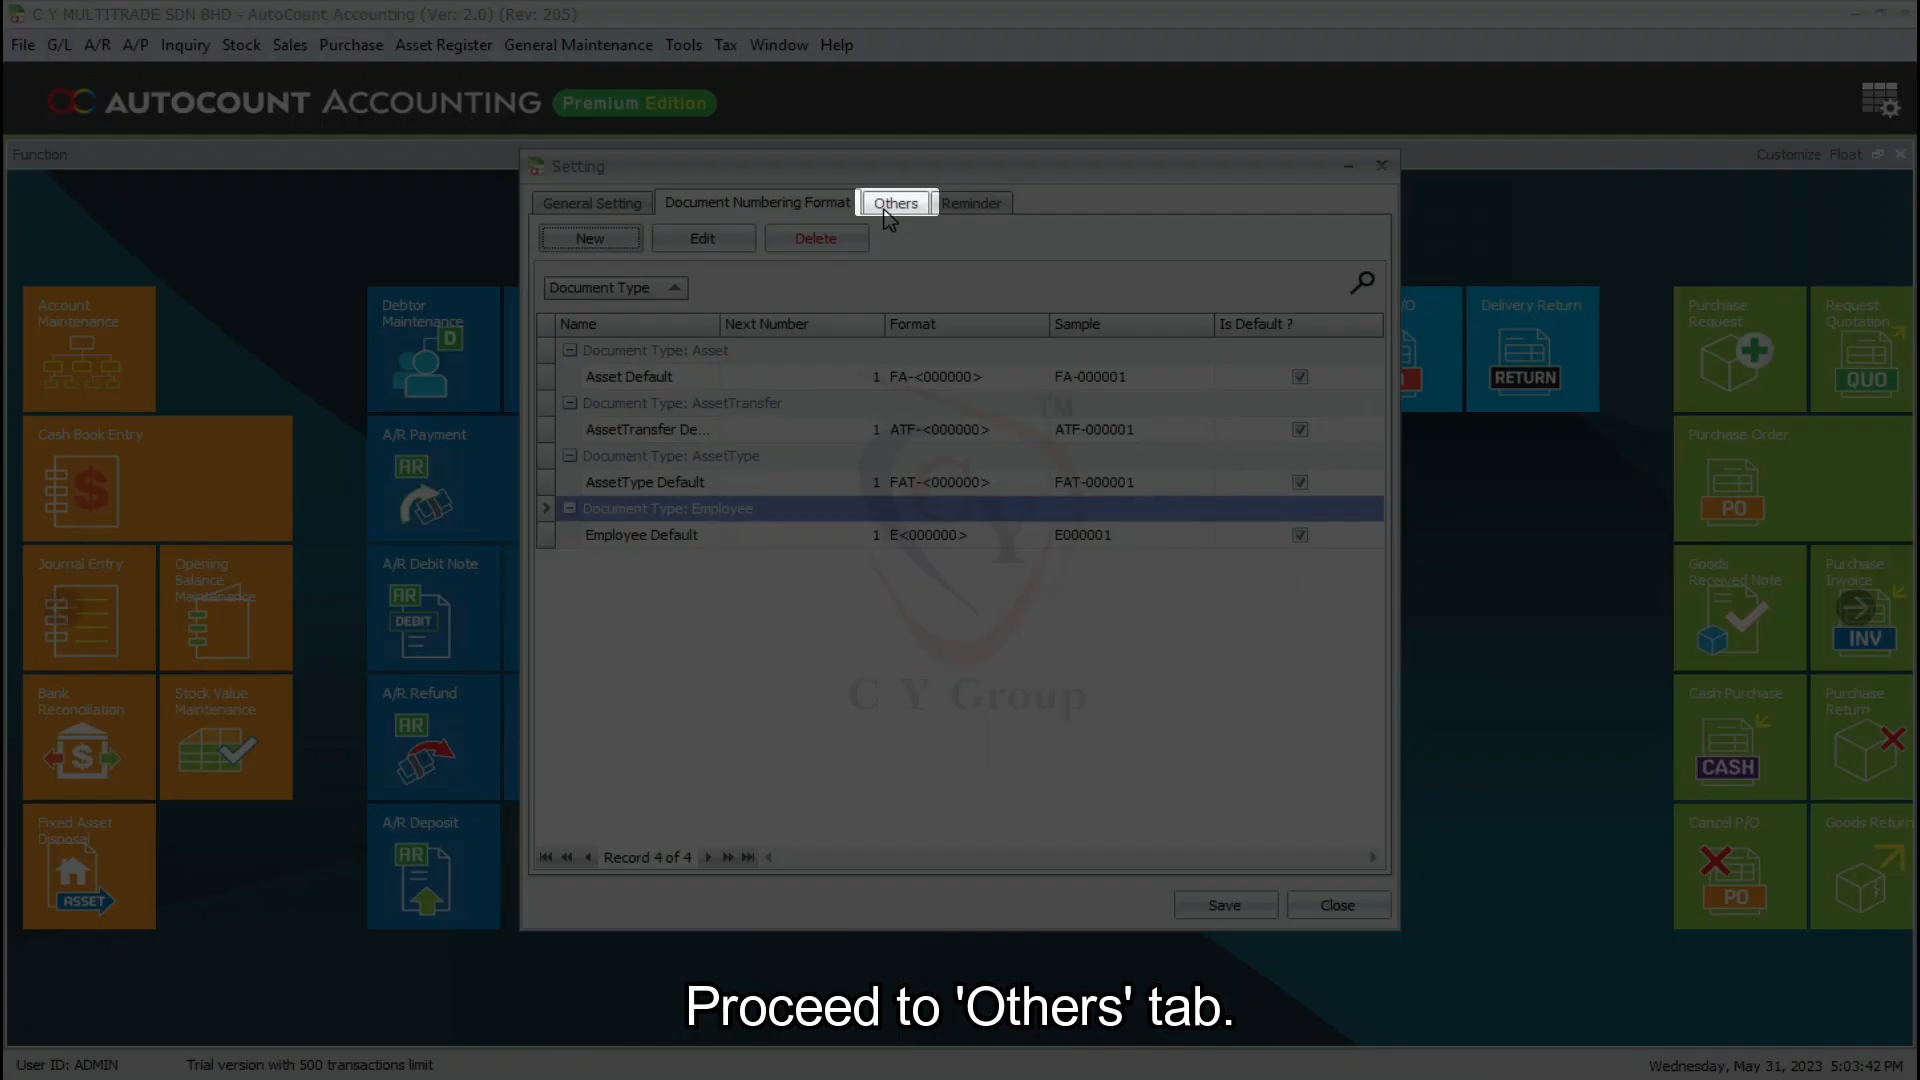 C Y MULTITRADE SDN BHD - AutoCount Accounting (Ver: 2.0) (Rev: 205)
File G/L A/R A/P Inquiry Stock Sales Purchase Asset Register General Maintenance Tools Tax Window Help
AUTOCOUNT ACCOUNTING Premium Edition
Function
Customize Float
Setting
General Setting Document Numbering Format Others Reminder
New Edit Delete
Document Type
Name Next Number Format Sample Is Default ?
Document Type: Asset
Asset Default 1 FA-<000000> FA-000001
Document Type: AssetTransfer
AssetTransfer De... 1 ATF-<000000> ATF-000001
Document Type: AssetType
AssetType Default 1 FAT-<000000> FAT-000001
Document Type: Employee
Employee Default 1 E<000000> E000001
TM
C Y
C Y Group
Record 4 of 4
Save Close
Account Maintenance
Cash Book Entry
Journal Entry
Opening Balance Maintenance
Bank Reconciliation
Stock Value Maintenance
Fixed Asset Disposal
ASSET
Debtor Maintenance
D
A/R Payment
AR
A/R Debit Note
AR
DEBIT
A/R Refund
AR
A/R Deposit
AR
/O
Delivery Return
RETURN
Purchase Request
Request Quotation
QUO
Purchase Order
PO
Goods Received Note
Purchase Invoice
INV
Cash Purchase
CASH
Purchase Return
Cancel P/O
PO
Goods Return
Proceed to 'Others' tab.
User ID: ADMIN Trial version with 500 transactions limit Wednesday, May 31, 2023 5:03:42 PM